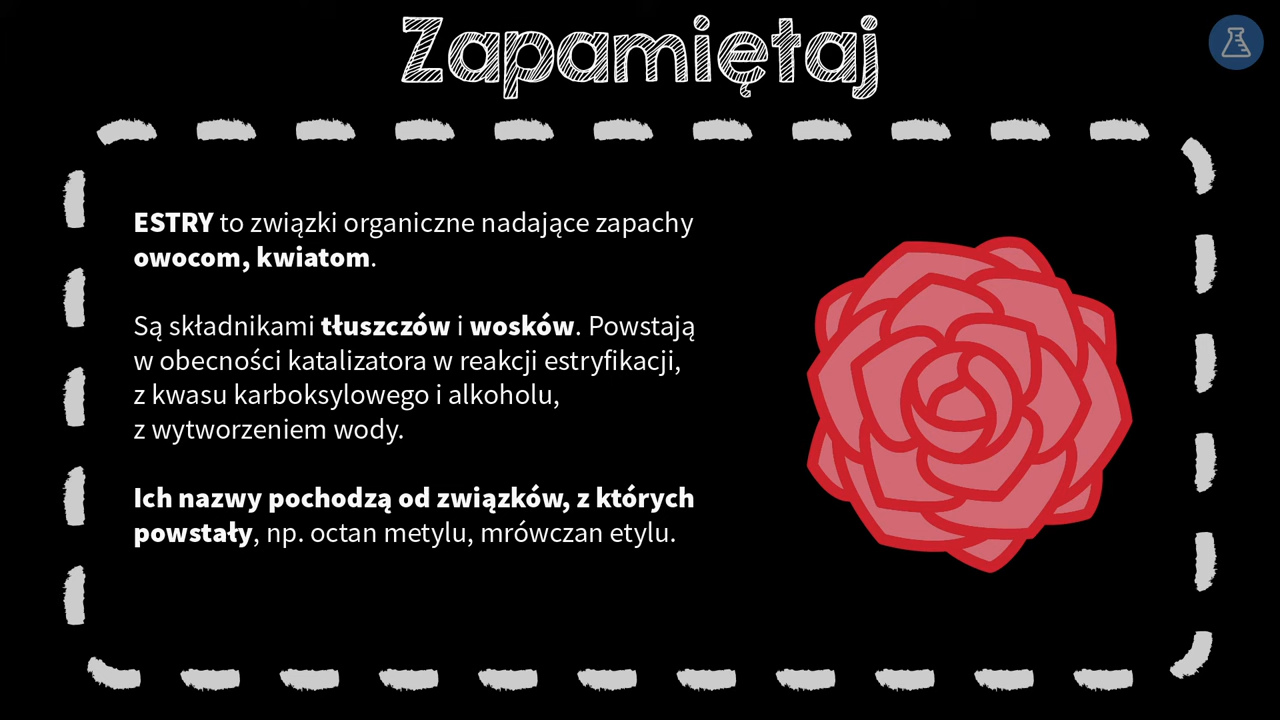 Zapamiętaj
ESTRY to związki organiczne nadające zapachy
owocom, kwiatom.
Są składnikami tłuszczów i wosków. Powstają
w obecności katalizatora w reakcji estryfikacji,
z kwasu karboksylowego i alkoholu,
z wytworzeniem wody.
Ich nazwy pochodzą od związków, z których
powstały, np. octan metylu, mrówczan etylu.